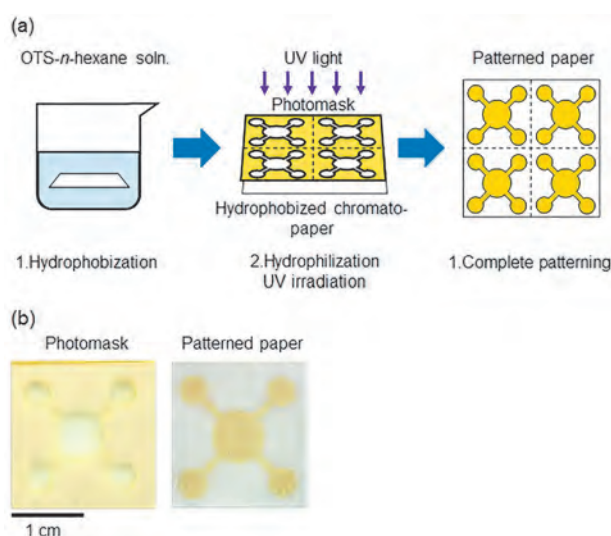 (a)
OTS-n-hexane soln.
UV light
Patterned paper
Photomask
Hydrophobized chromato-
paper
1.Hydrophobization
2.Hydrophilization
UV irradiation
1.Complete patterning
(b)
Photomask
Patterned paper
1 cm